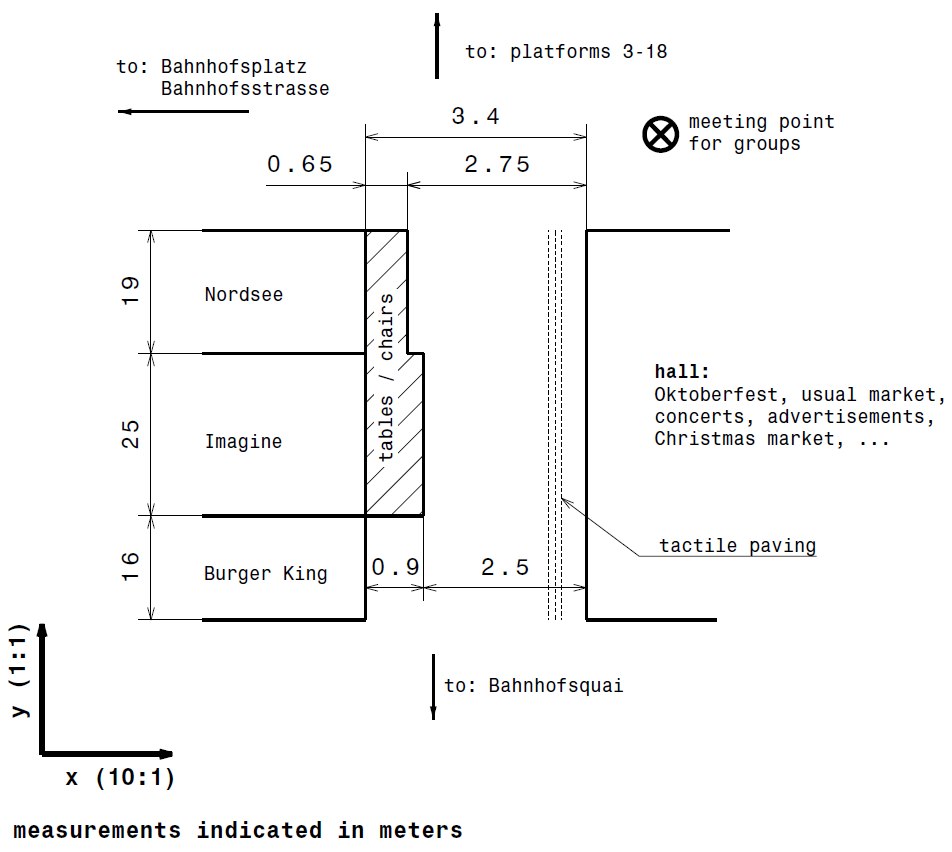 to: platforms 3-18
to: Bahnhofsplatz
Bahnhofsstrasse
3.4
meeting point
for groups
0.65
2.75
19
Nordsee
tables / chairs
hall:
Oktoberfest, usual market,
concerts, advertisements,
Christmas market, ...
25
Imagine
tactile paving
16
Burger King
0.9
2.5
to: Bahnhofsquai
y (1:1)
x (10:1)
measurements indicated in meters